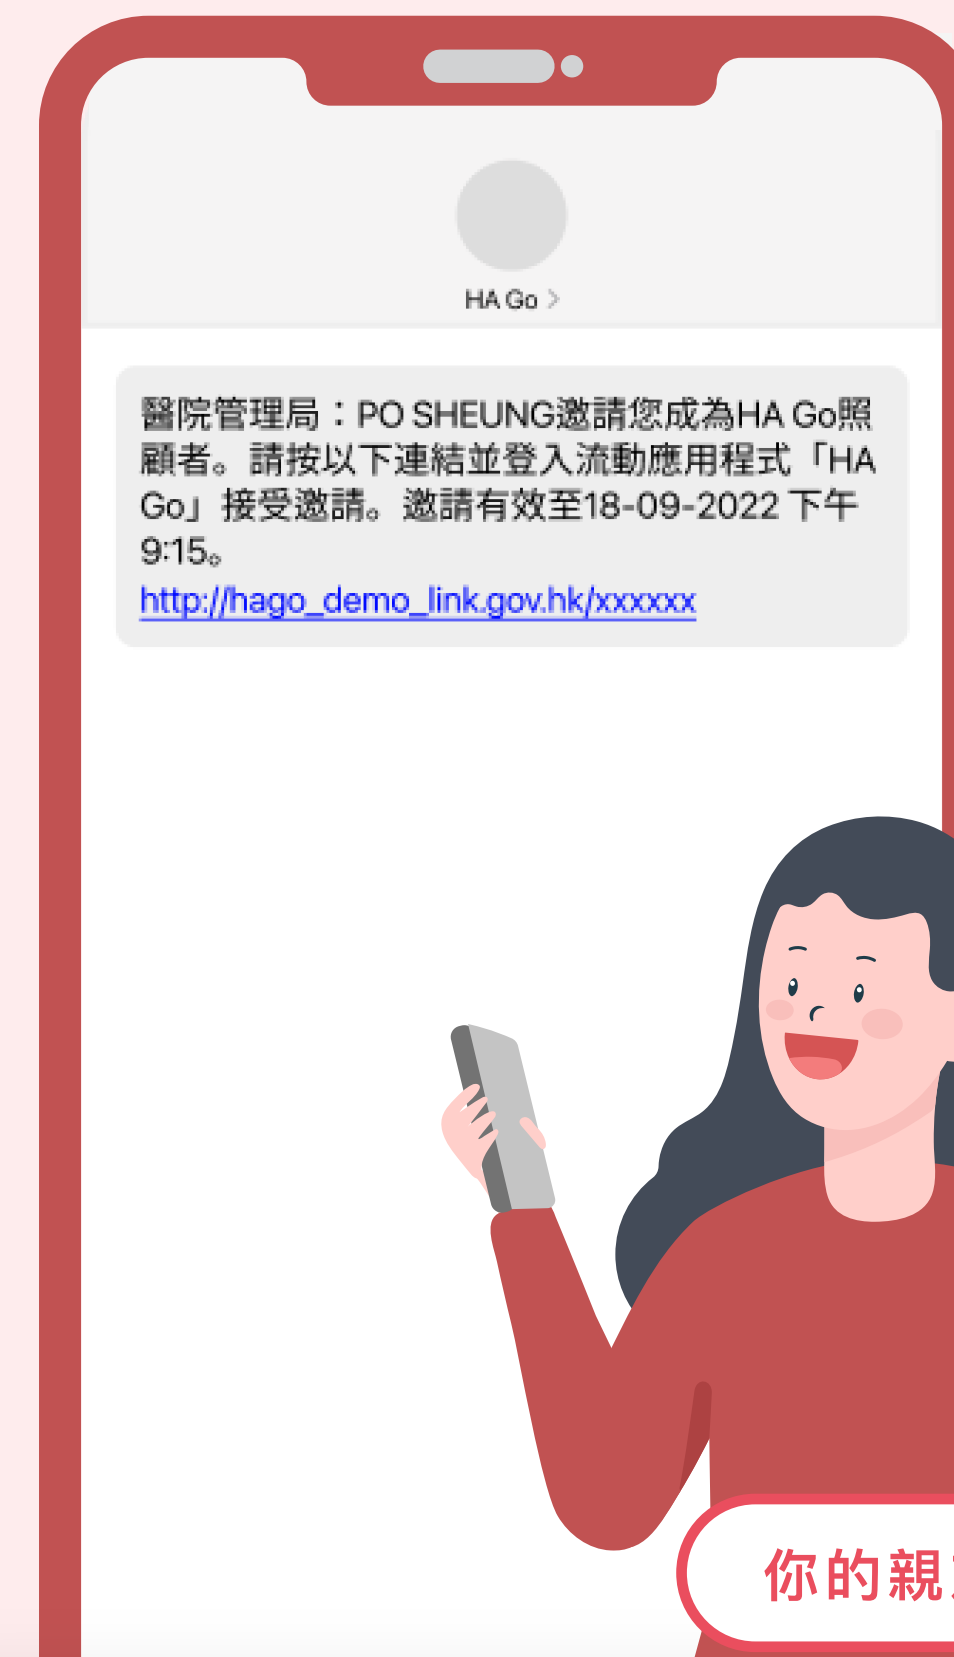 HA Go
醫院管理局：PO SHEUNG邀請您成為HA Go照
顧者。請按以下連結並登入流動應用程式「HA
Go」接受邀請。邀請有效至18-09-2022 下午
9:15。
http://hago_demo_link.gov.hk/xxxxxx
你的親